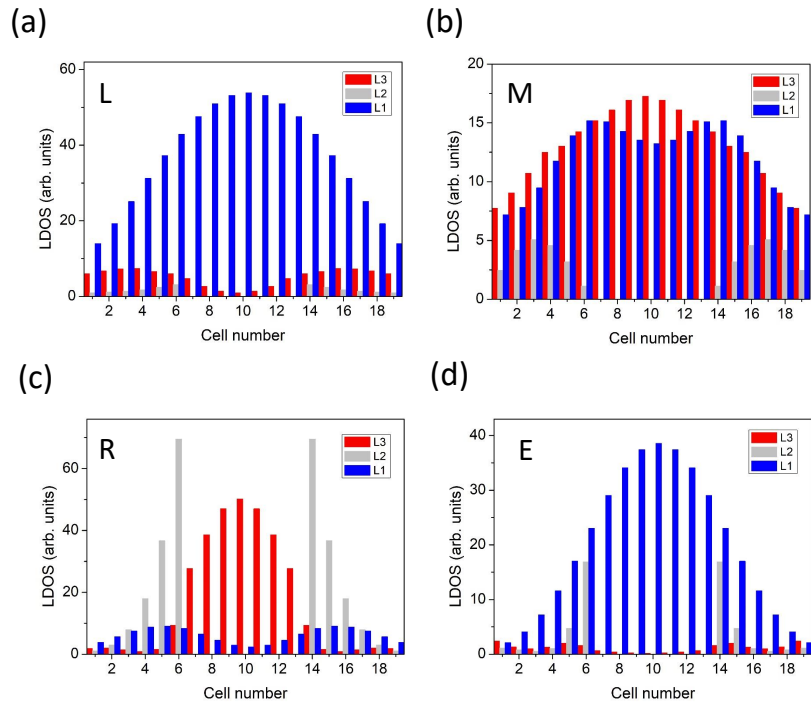 (a)
L
L3
L2
L1
60
40
20
0
LDOS (arb. units)
2 4 6 8 10 12 14 16 18
Cell number
(b)
M
L3
L2
L1
20
15
10
5
0
LDOS (arb. units)
2 4 6 8 10 12 14 16 18
Cell number
(c)
R
L3
L2
L1
60
40
20
0
LDOS (arb. units)
2 4 6 8 10 12 14 16 18
Cell number
(d)
E
L3
L2
L1
40
30
20
10
0
LDOS (arb. units)
2 4 6 8 10 12 14 16 18
Cell number